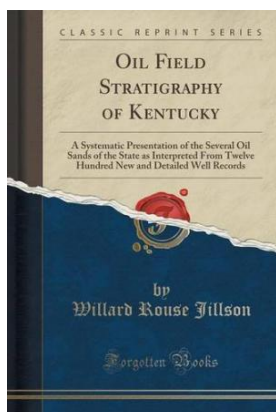 CLASSIC REPRINT SERIES
OIL FIELD
STRATIGRAPHY
OF KENTUCKY
A Systematic Presentation of the Several Oil
Sands of the State as Interpreted From Twelve
Hundred New and Detailed Well Records
by
Willard Rouse Jillson
Forgotten Books